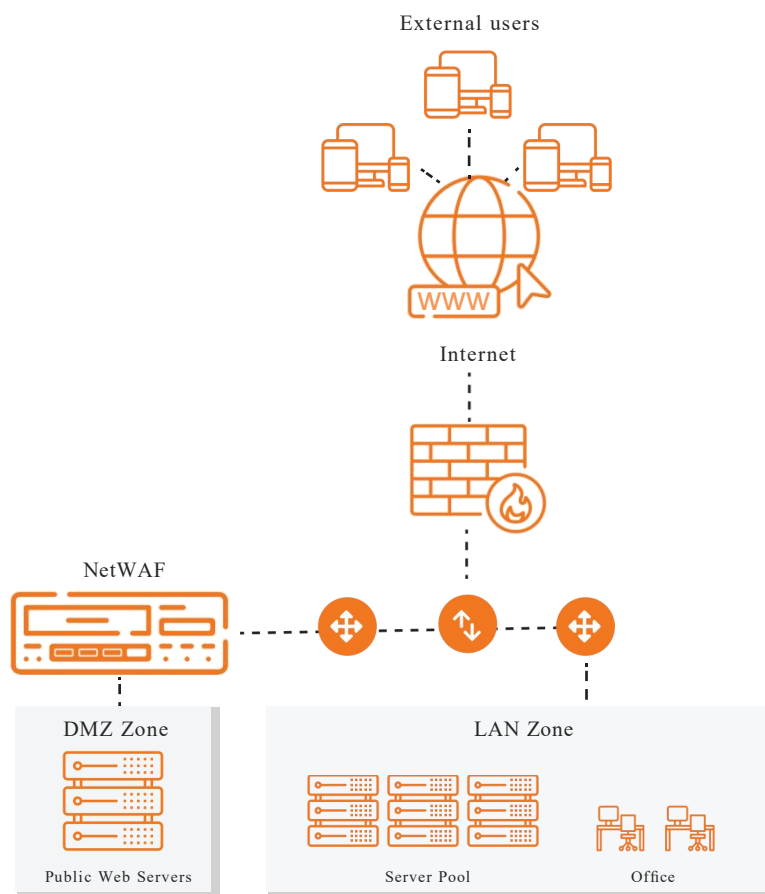 External users
WWW
Internet
NetWAF
DMZ Zone
LAN Zone
Public Web Servers
Server Pool
Office